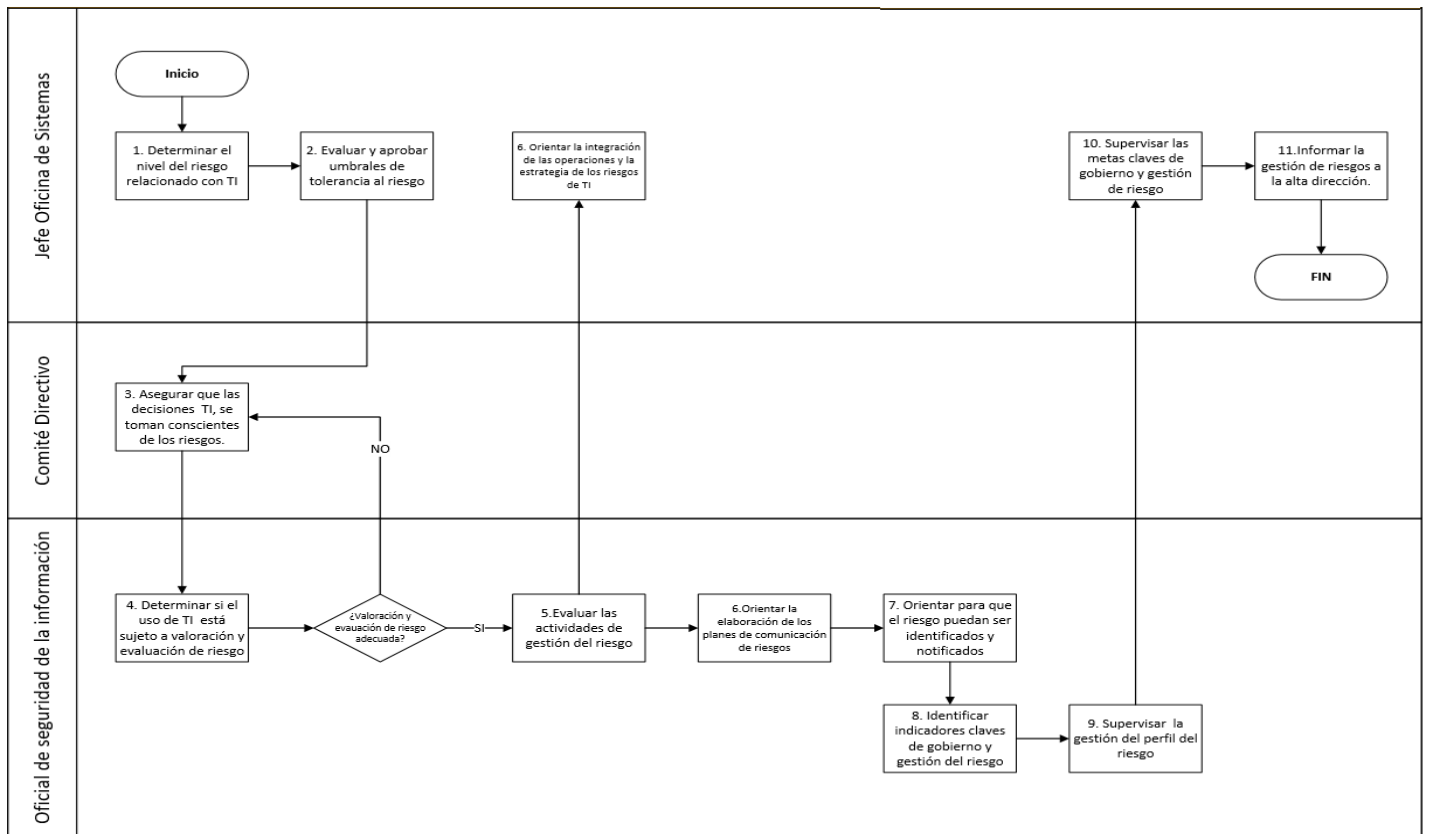 Jefe Oficina de Sistemas
Inicio
1. Determinar el
nivel del riesgo
relacionado con TI
2. Evaluar y aprobar
umbrales de
tolerancia al riesgo
6. Orientar la integración
de las operaciones y la
estrategia de los riesgos
de TI
10. Supervisar las
metas claves de
gobierno y gestión
de riesgo
11.Informar la
gestión de riesgos a
la alta dirección.
FIN
Comité Directivo
3. Asegurar que las
decisiones TI, se
toman conscientes
de los riesgos.
NO
Oficial de seguridad de la información
4. Determinar si el
uso de TI está
sujeto a valoración y
evaluación de riesgo
¿Valoración y
evauación de riesgo
adecuada?
SI
5.Evaluar las
actividades de
gestión del riesgo
6.Orientar la
elaboración de los
planes de comunicación
de riesgos
7. Orientar para que
el riesgo puedan ser
identificados y
notificados
8. Identificar
indicadores claves
de gobierno y
gestión del riesgo
9. Supervisar la
gestión del perfil del
riesgo